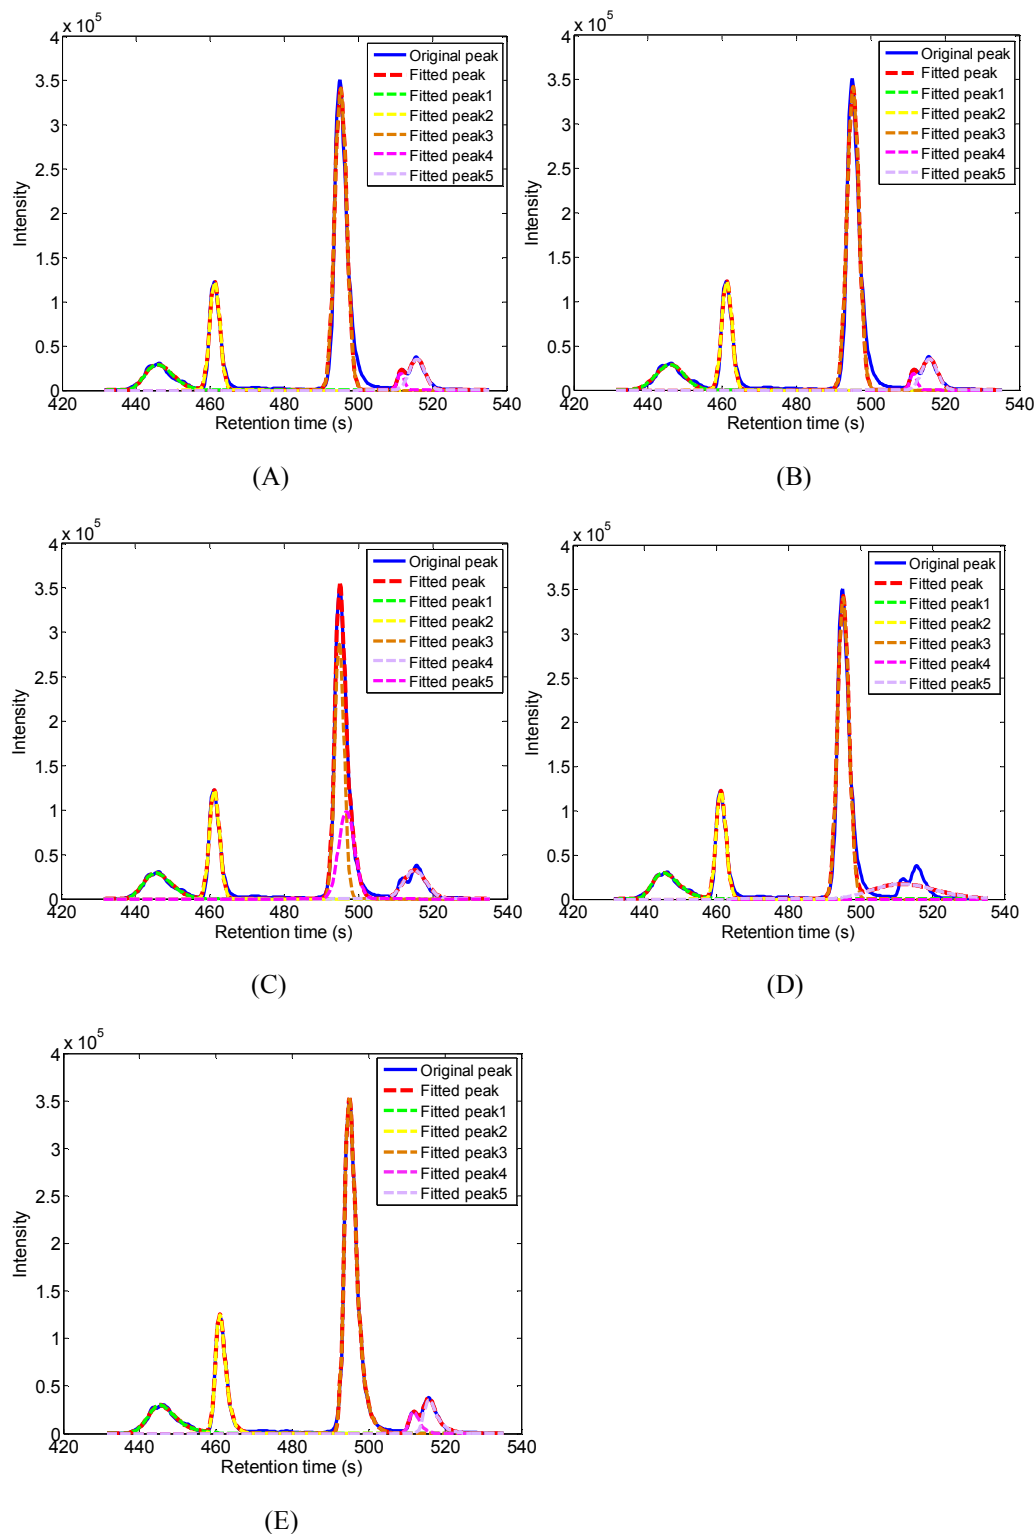 x 10^5
4
3.5
3
2.5
2
1.5
1
0.5
0
Intensity
420 440 460 480 500 520 540
Retention time (s)
Original peak
Fitted peak
Fitted peak1
Fitted peak2
Fitted peak3
Fitted peak4
Fitted peak5
(A)
x 10^5
4
3.5
3
2.5
2
1.5
1
0.5
0
Intensity
420 440 460 480 500 520 540
Retention time (s)
Original peak
Fitted peak
Fitted peak1
Fitted peak2
Fitted peak3
Fitted peak4
Fitted peak5
(B)
x 10^5
4
3.5
3
2.5
2
1.5
1
0.5
0
Intensity
420 440 460 480 500 520 540
Retention time (s)
Original peak
Fitted peak
Fitted peak1
Fitted peak2
Fitted peak3
Fitted peak4
Fitted peak5
(C)
x 10^5
4
3.5
3
2.5
2
1.5
1
0.5
0
Intensity
420 440 460 480 500 520 540
Retention time (s)
Original peak
Fitted peak
Fitted peak1
Fitted peak2
Fitted peak3
Fitted peak4
Fitted peak5
(D)
x 10^5
4
3.5
3
2.5
2
1.5
1
0.5
0
Intensity
420 440 460 480 500 520 540
Retention time (s)
Original peak
Fitted peak
Fitted peak1
Fitted peak2
Fitted peak3
Fitted peak4
Fitted peak5
(E)